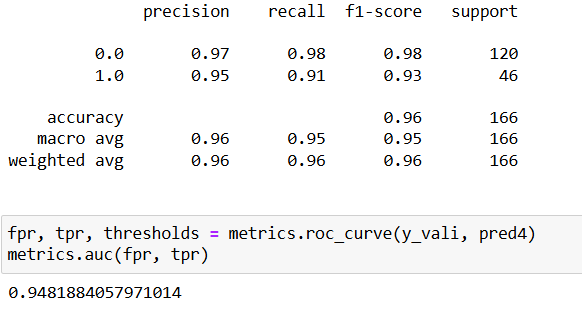 precision recall f1-score support
0.0 0.97 0.98 0.98 120
1.0 0.95 0.91 0.93 46
accuracy 0.96 166
macro avg 0.96 0.95 0.95 166
weighted avg 0.96 0.96 0.96 166
fpr, tpr, thresholds = metrics.roc_curve(y_vali, pred4)
metrics.auc(fpr, tpr)
0.9481884057971014